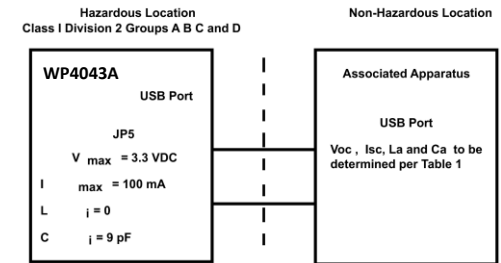 Hazardous Location
Class I Division 2 Groups A B C and D
Non-Hazardous Location
WP4043A
USB Port
JP5
V max = 3.3 VDC
I max = 100 mA
L i = 0
C i = 9 pF
Associated Apparatus
USB Port
Voc , Isc, La and Ca to be
determined per Table 1